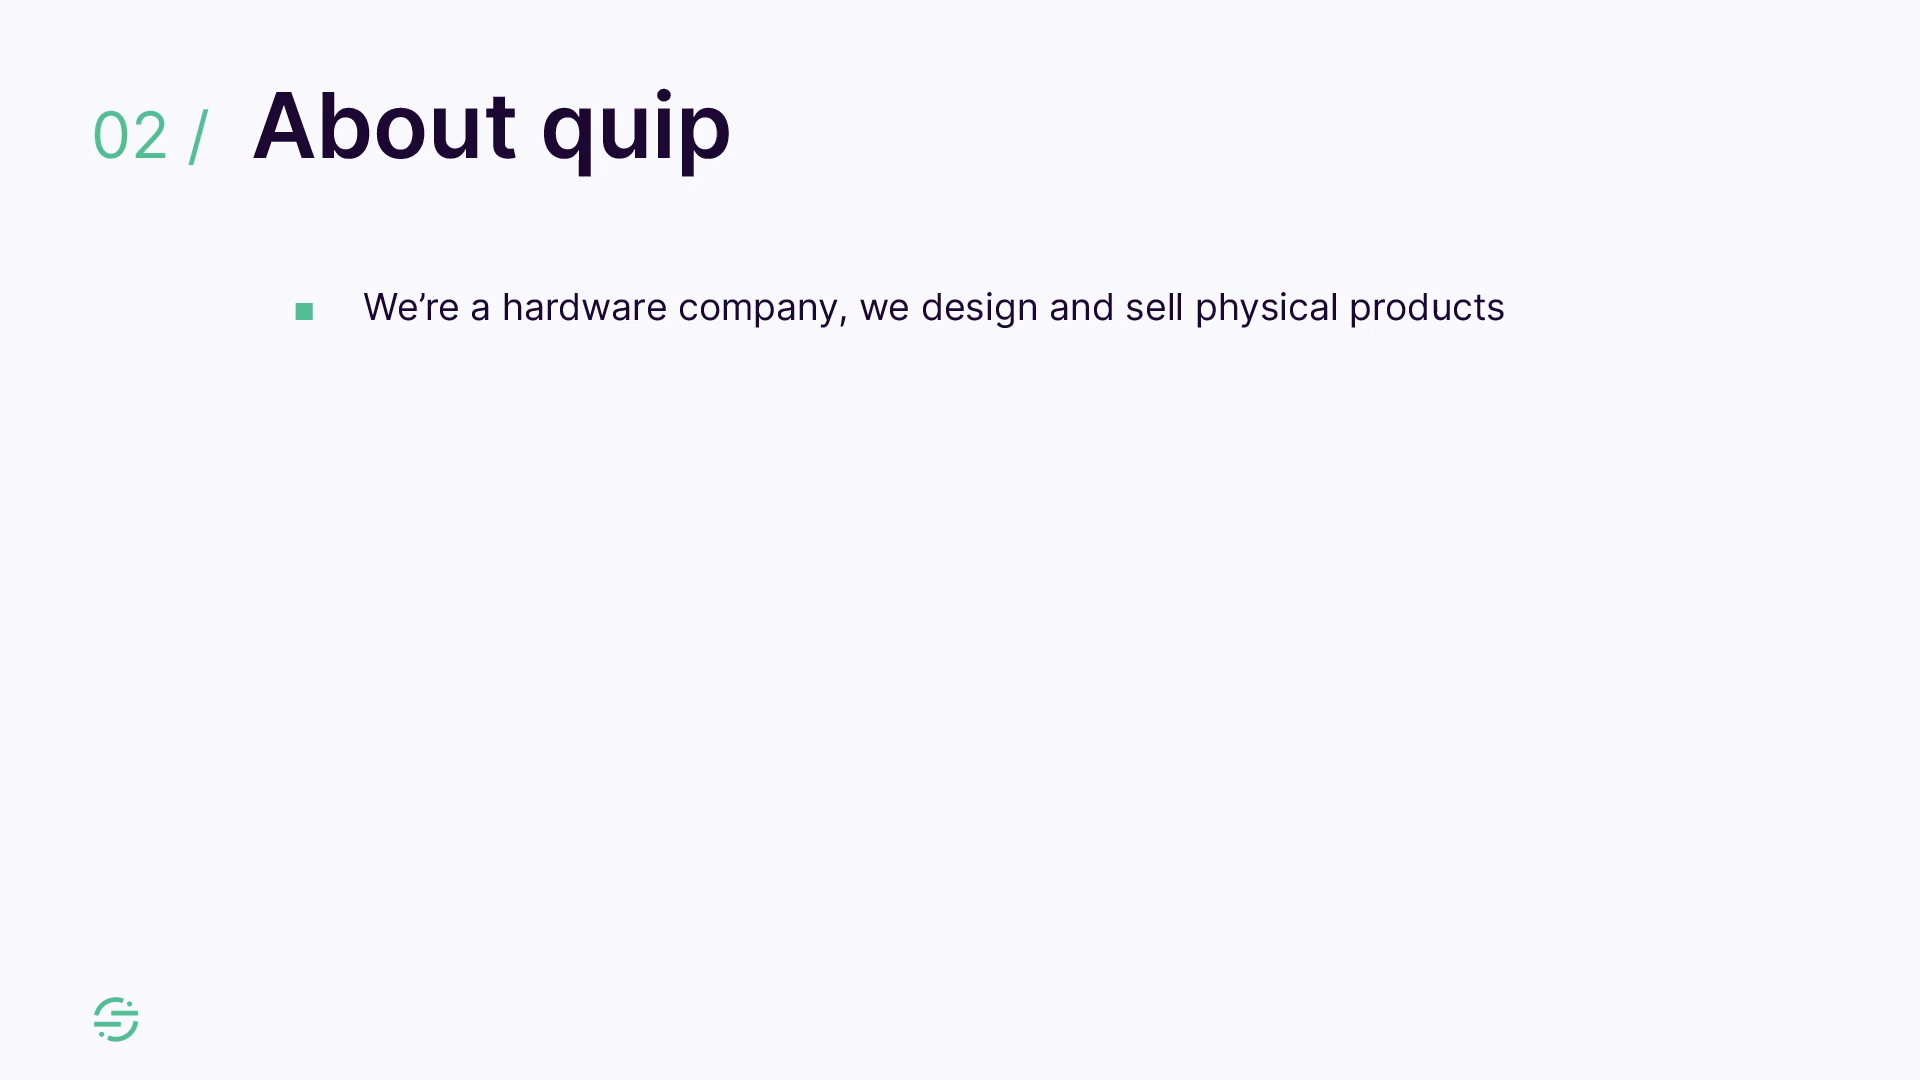 02 / About quip
We’re a hardware company, we design and sell physical products